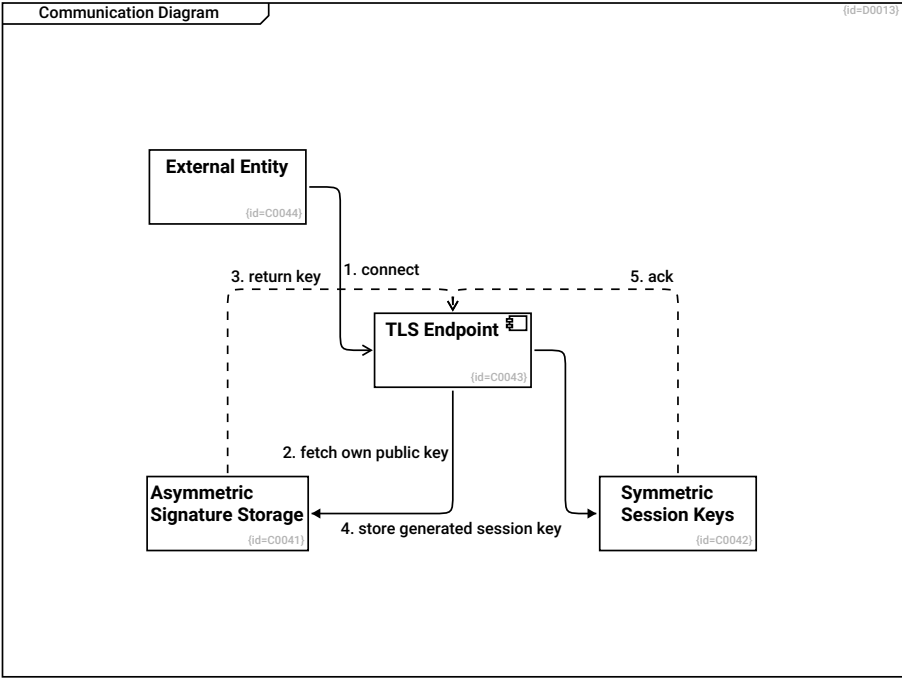 Communication Diagram
{id=D0013}
External Entity
{id=C0044}
3. return key
1. connect
5. ack
TLS Endpoint
{id=C0043}
2. fetch own public key
Asymmetric
Signature Storage
{id=C0041}
4. store generated session key
Symmetric
Session Keys
{id=C0042}